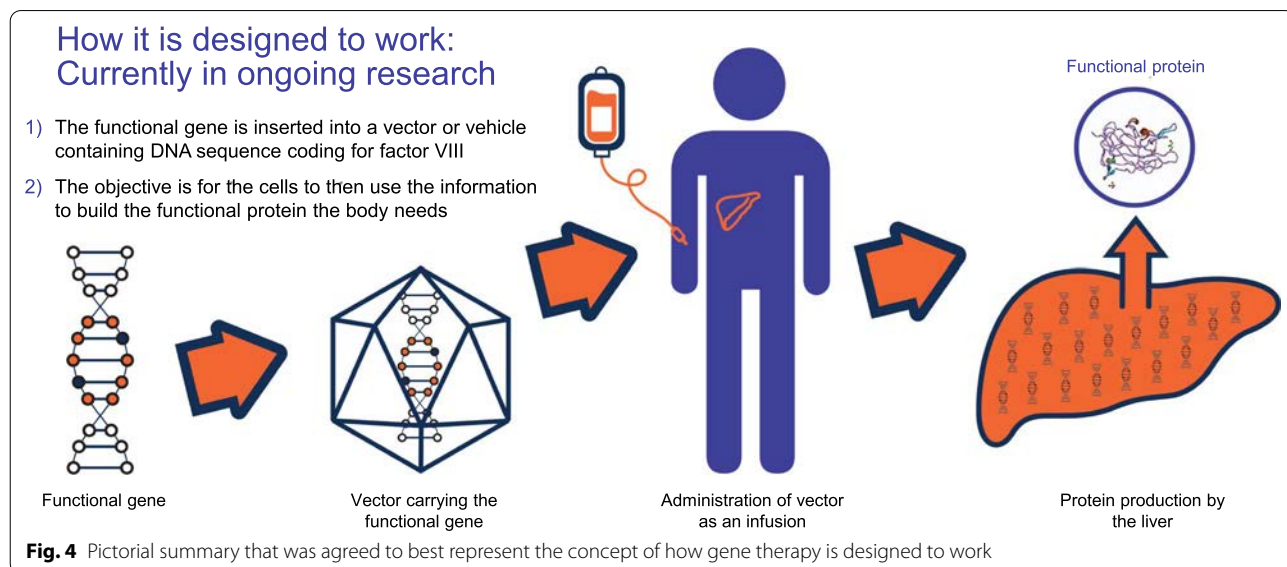 How it is designed to work:
Currently in ongoing research
1) The functional gene is inserted into a vector or vehicle
containing DNA sequence coding for factor VIII
2) The objective is for the cells to then use the information
to build the functional protein the body needs
Functional protein
Functional gene
Vector carrying the
functional gene
Administration of vector
as an infusion
Protein production by
the liver
Fig. 4 Pictorial summary that was agreed to best represent the concept of how gene therapy is designed to work